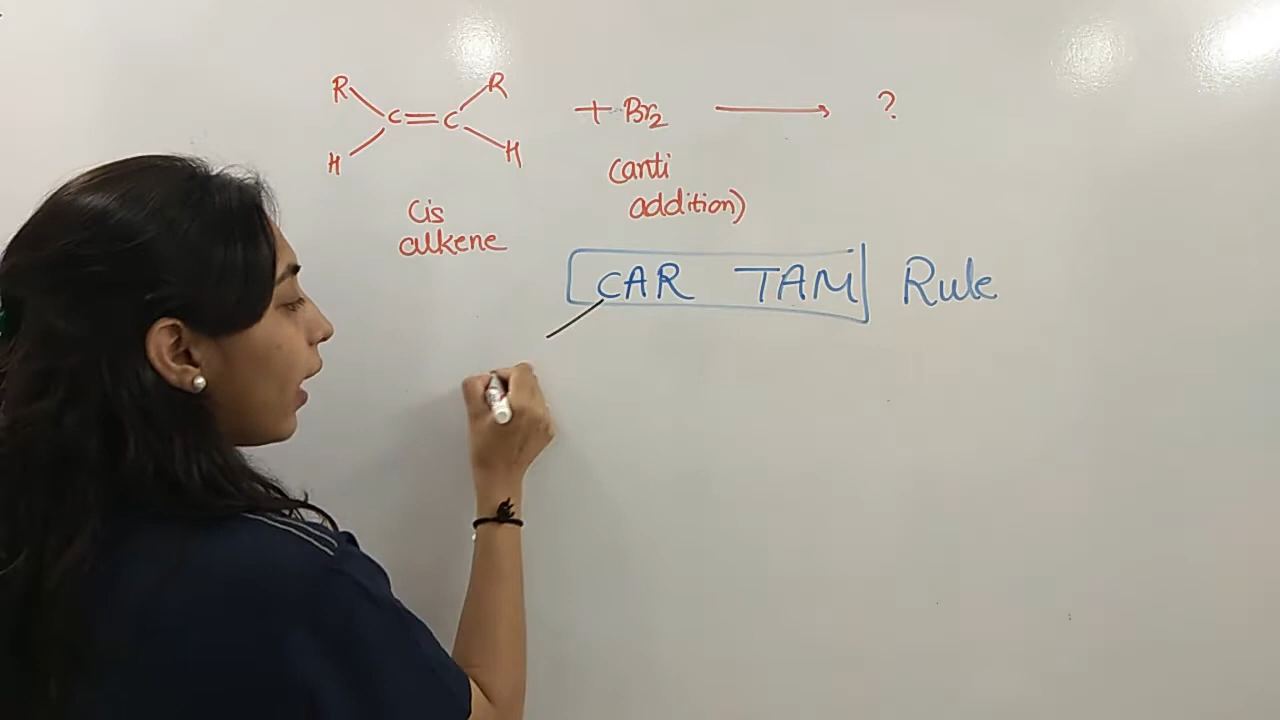 R R
C=C + Br2 ⟶ ?
H H
(anti
addition)
Cis
alkene
CAR TAM Rule